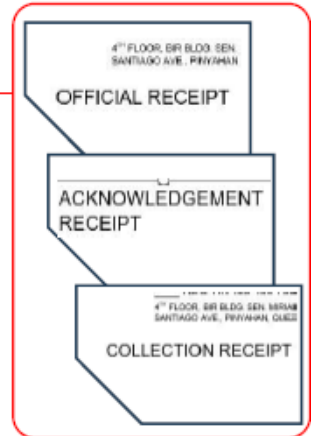 4TH FLOOR, BIR BLDG. SEN.
SANTIAGO AVE., PINYAHAN
OFFICIAL RECEIPT
ACKNOWLEDGEMENT
RECEIPT
4TH FLOOR, BIR BLDG. SEN. MIRIAM
SANTIAGO AVE., PINYAHAN, QUEZ
COLLECTION RECEIPT